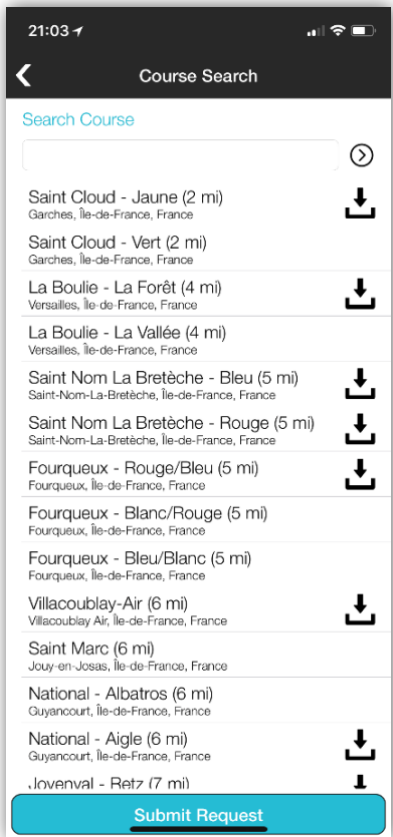 21:03
Course Search
Search Course
Saint Cloud - Jaune (2 mi)
Garches, Île-de-France, France
Saint Cloud - Vert (2 mi)
Garches, Île-de-France, France
La Boulie - La Forêt (4 mi)
Versailles, Île-de-France, France
La Boulie - La Vallée (4 mi)
Versailles, Île-de-France, France
Saint Nom La Bretèche - Bleu (5 mi)
Saint-Nom-La-Bretèche, Île-de-France, France
Saint Nom La Bretèche - Rouge (5 mi)
Saint-Nom-La-Bretèche, Île-de-France, France
Fourqueux - Rouge/Bleu (5 mi)
Fourqueux, Île-de-France, France
Fourqueux - Blanc/Rouge (5 mi)
Fourqueux, Île-de-France, France
Fourqueux - Bleu/Blanc (5 mi)
Fourqueux, Île-de-France, France
Villacoublay-Air (6 mi)
Villacoublay Air, Île-de-France, France
Saint Marc (6 mi)
Jouy-en-Josas, Île-de-France, France
National - Albatros (6 mi)
Guyancourt, Île-de-France, France
National - Aigle (6 mi)
Guyancourt, Île-de-France, France
Joyenval - Retz (7 mi)
Submit Request